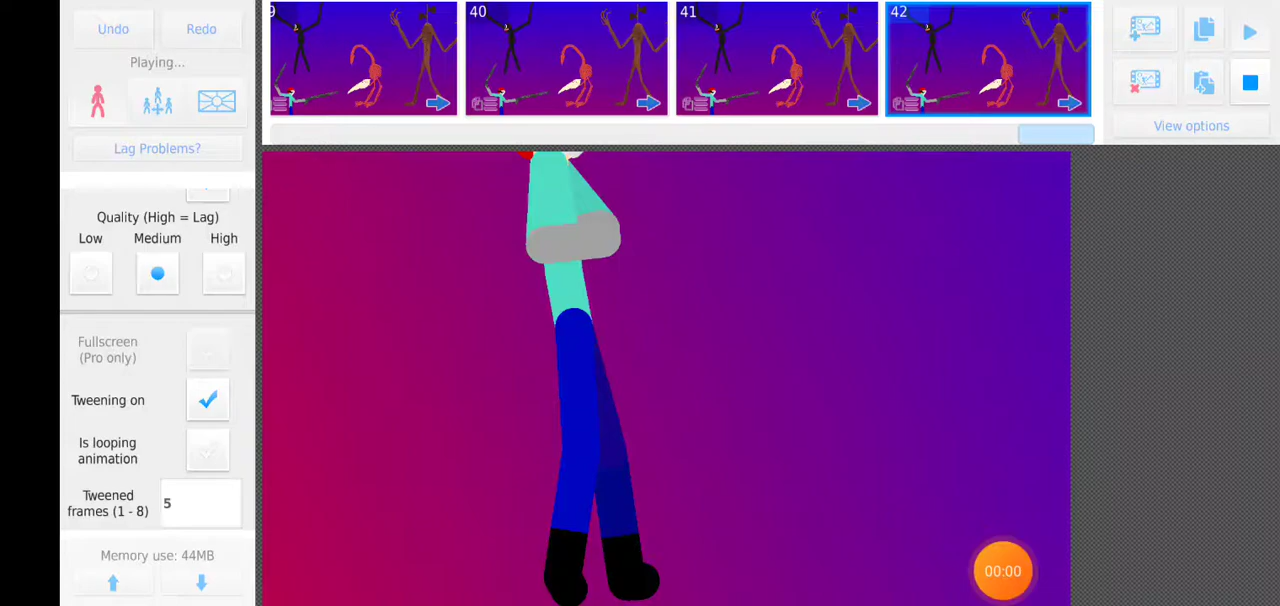 Undo
Redo
Playing...
Lag Problems?
Quality (High = Lag)
Low
Medium
High
Fullscreen
(Pro only)
Tweening on
Is looping
animation
Tweened
frames (1 - 8)
5
Memory use: 44MB
9
40
41
42
View options
00:00